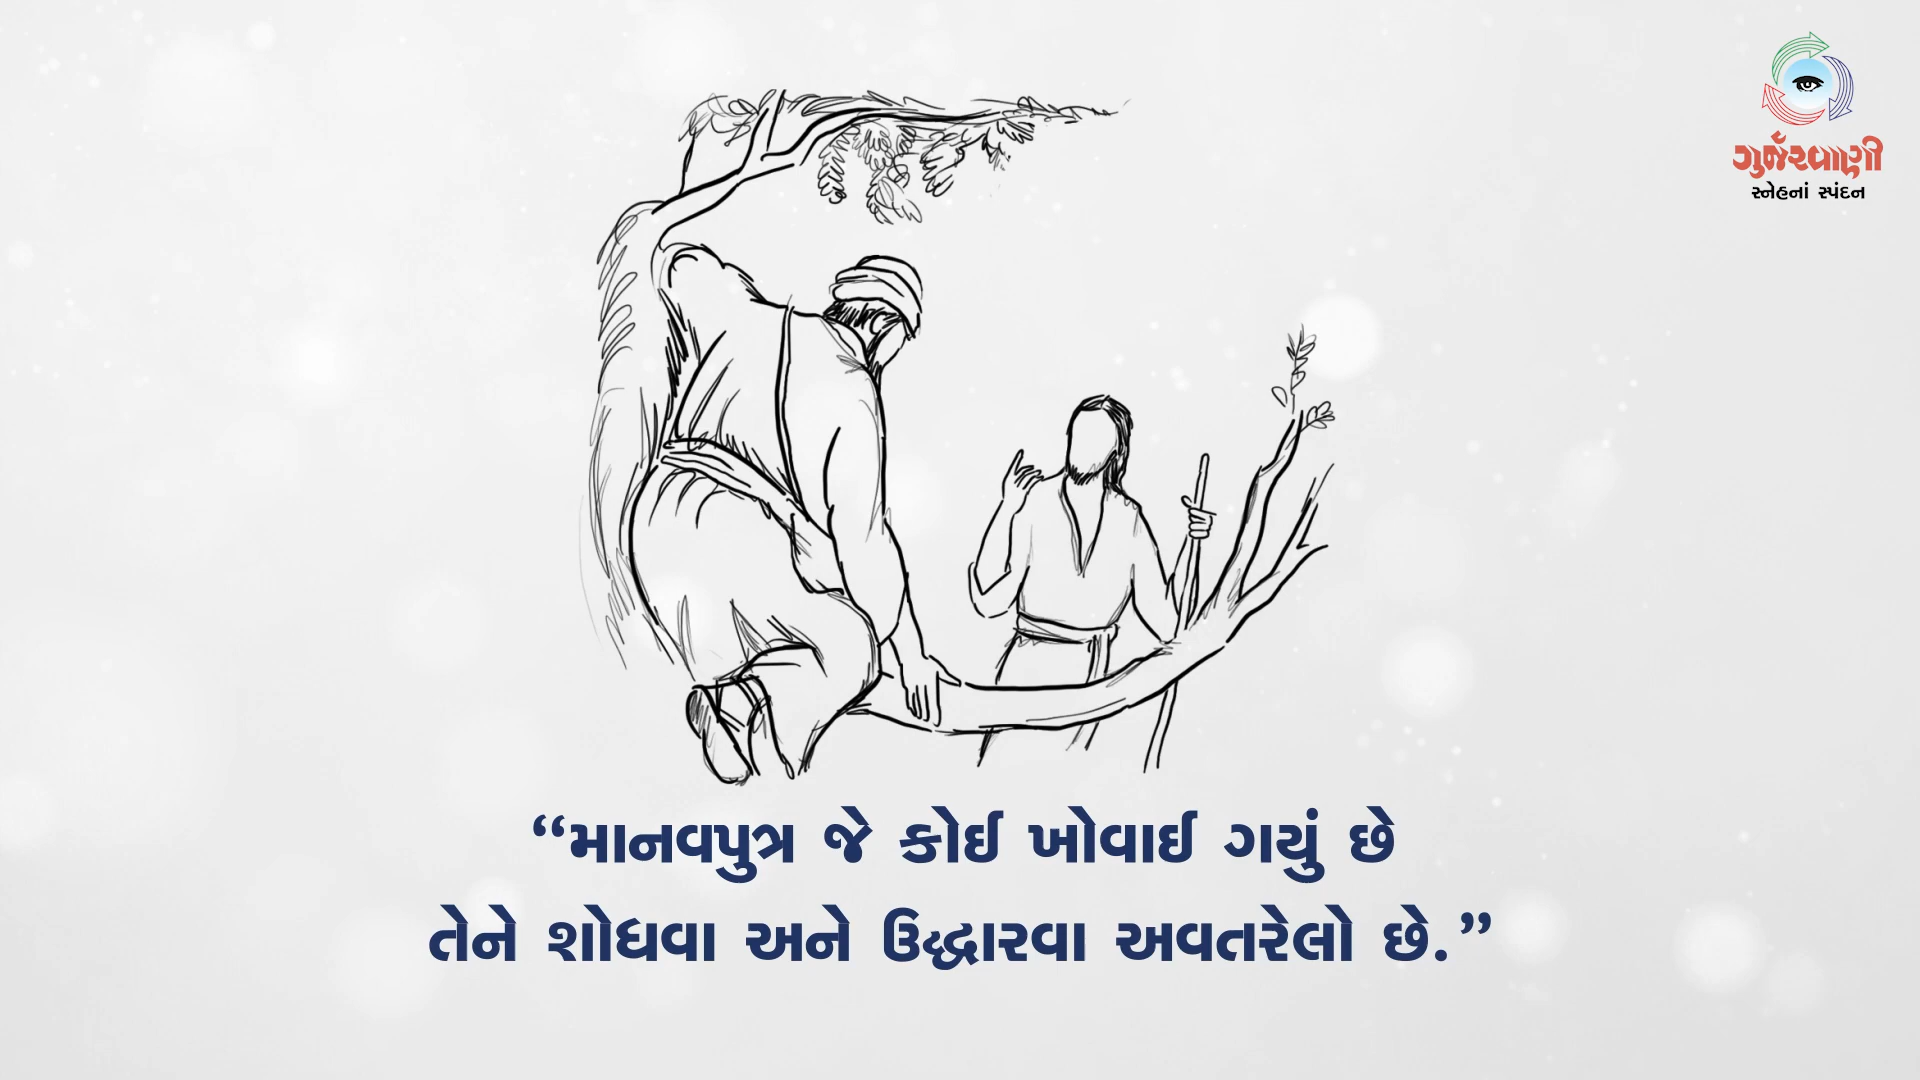 ગુર્જરવાણી
સ્નેહનાં સ્પંદન
“માનવપુત્ર જે કોઈ ખોવાઈ ગયું છે
તેને શોધવા અને ઉદ્ધારવા અવતરેલો છે.”